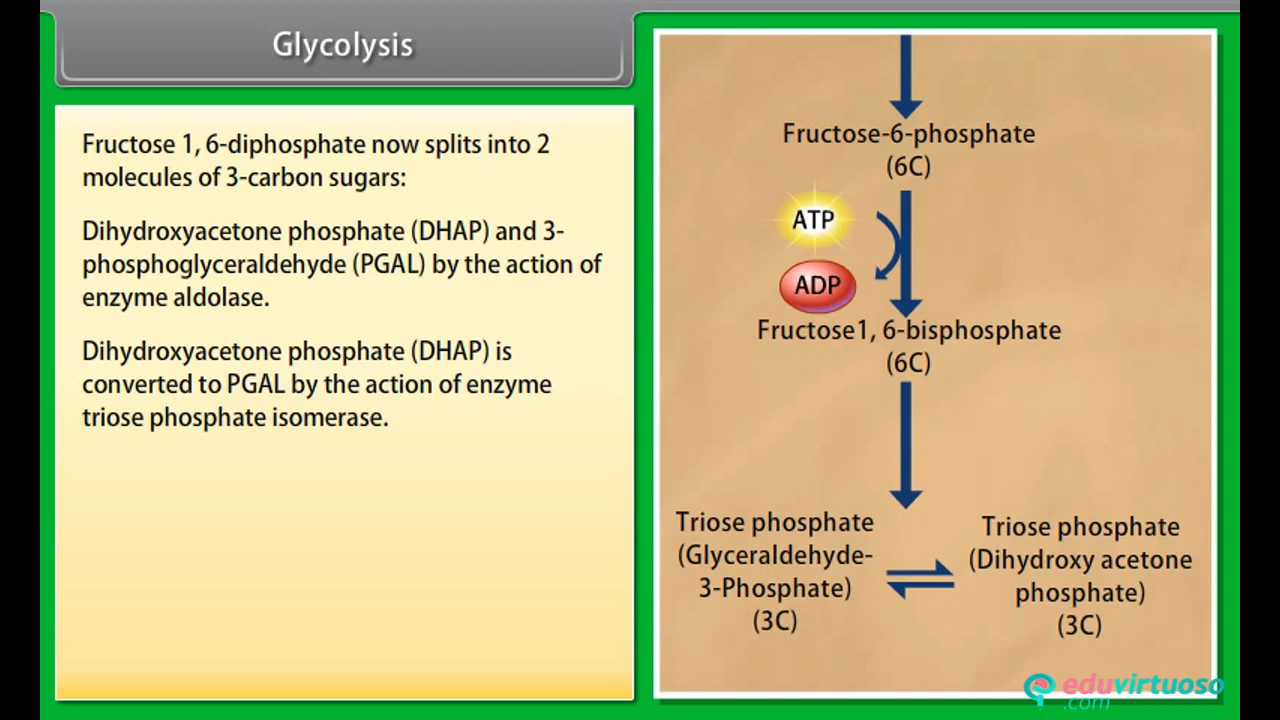 Glycolysis
Fructose 1, 6-diphosphate now splits into 2
molecules of 3-carbon sugars:
Dihydroxyacetone phosphate (DHAP) and 3-
phosphoglyceraldehyde (PGAL) by the action of
enzyme aldolase.
Dihydroxyacetone phosphate (DHAP) is
converted to PGAL by the action of enzyme
triose phosphate isomerase.
Fructose-6-phosphate
(6C)
ATP
ADP
Fructose1, 6-bisphosphate
(6C)
Triose phosphate
(Glyceraldehyde-
3-Phosphate)
(3C)
Triose phosphate
(Dihydroxy acetone
phosphate)
(3C)
eduvirtuoso
.com